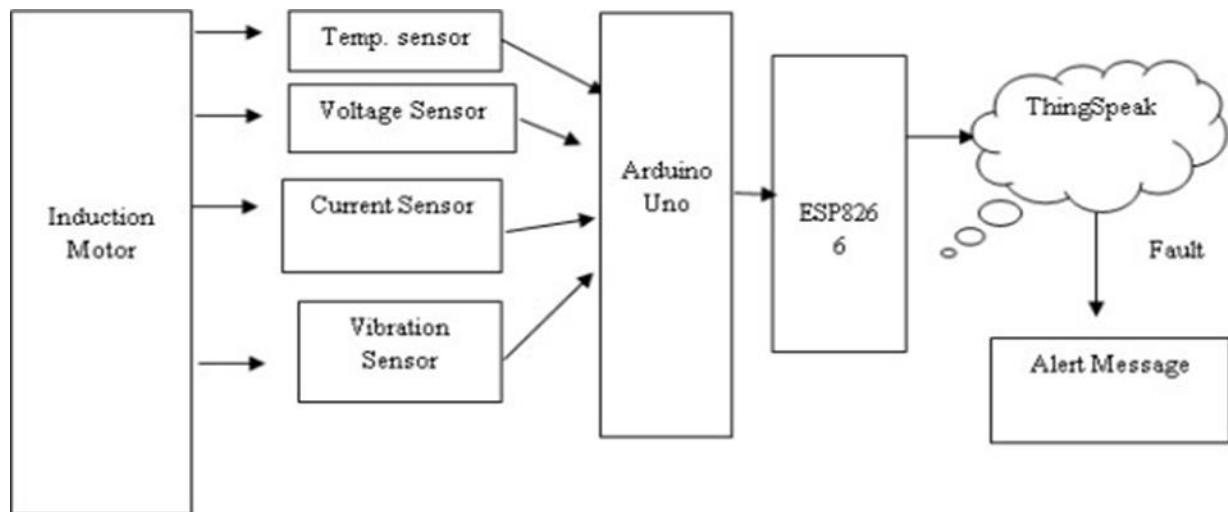 Induction
Motor
Temp. sensor
Voltage Sensor
Current Sensor
Vibration
Sensor
Arduino
Uno
ESP826
6
ThingSpeak
Fault
Alert Message